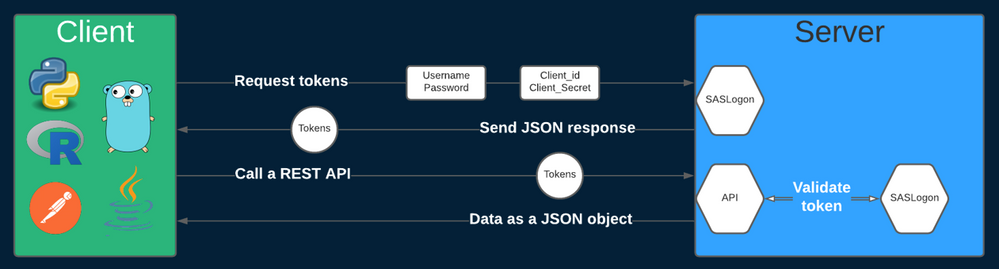 Client
Server
Request tokens
Username
Password
Client_id
Client_Secret
SASLogon
Tokens
Send JSON response
Call a REST API
Tokens
API
Validate
token
SASLogon
Data as a JSON object
R